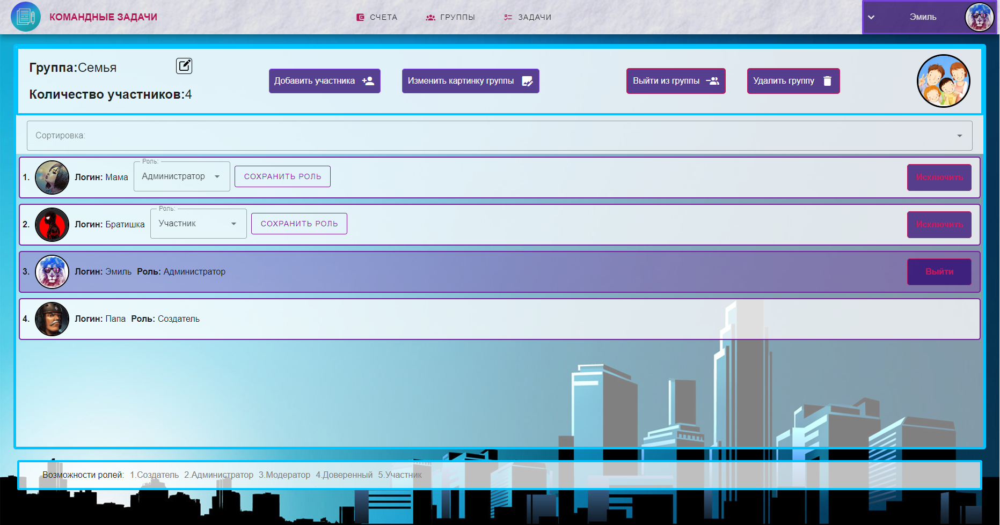 КОМАНДНЫЕ ЗАДАЧИ
СЧЕТА ГРУППЫ ЗАДАЧИ
Эмиль
Группа:Семья
Количество участников:4
Добавить участника
Изменить картинку группы
Выйти из группы
Удалить группу
Сортировка:
1. Логин: Мама Роль: Администратор СОХРАНИТЬ РОЛЬ Исключить
2. Логин: Братишка Роль: Участник СОХРАНИТЬ РОЛЬ Исключить
3. Логин: Эмиль Роль: Администратор Выйти
4. Логин: Папа Роль: Создатель
Возможности ролей: 1.Создатель 2.Администратор 3.Модератор 4.Доверенный 5.Участник